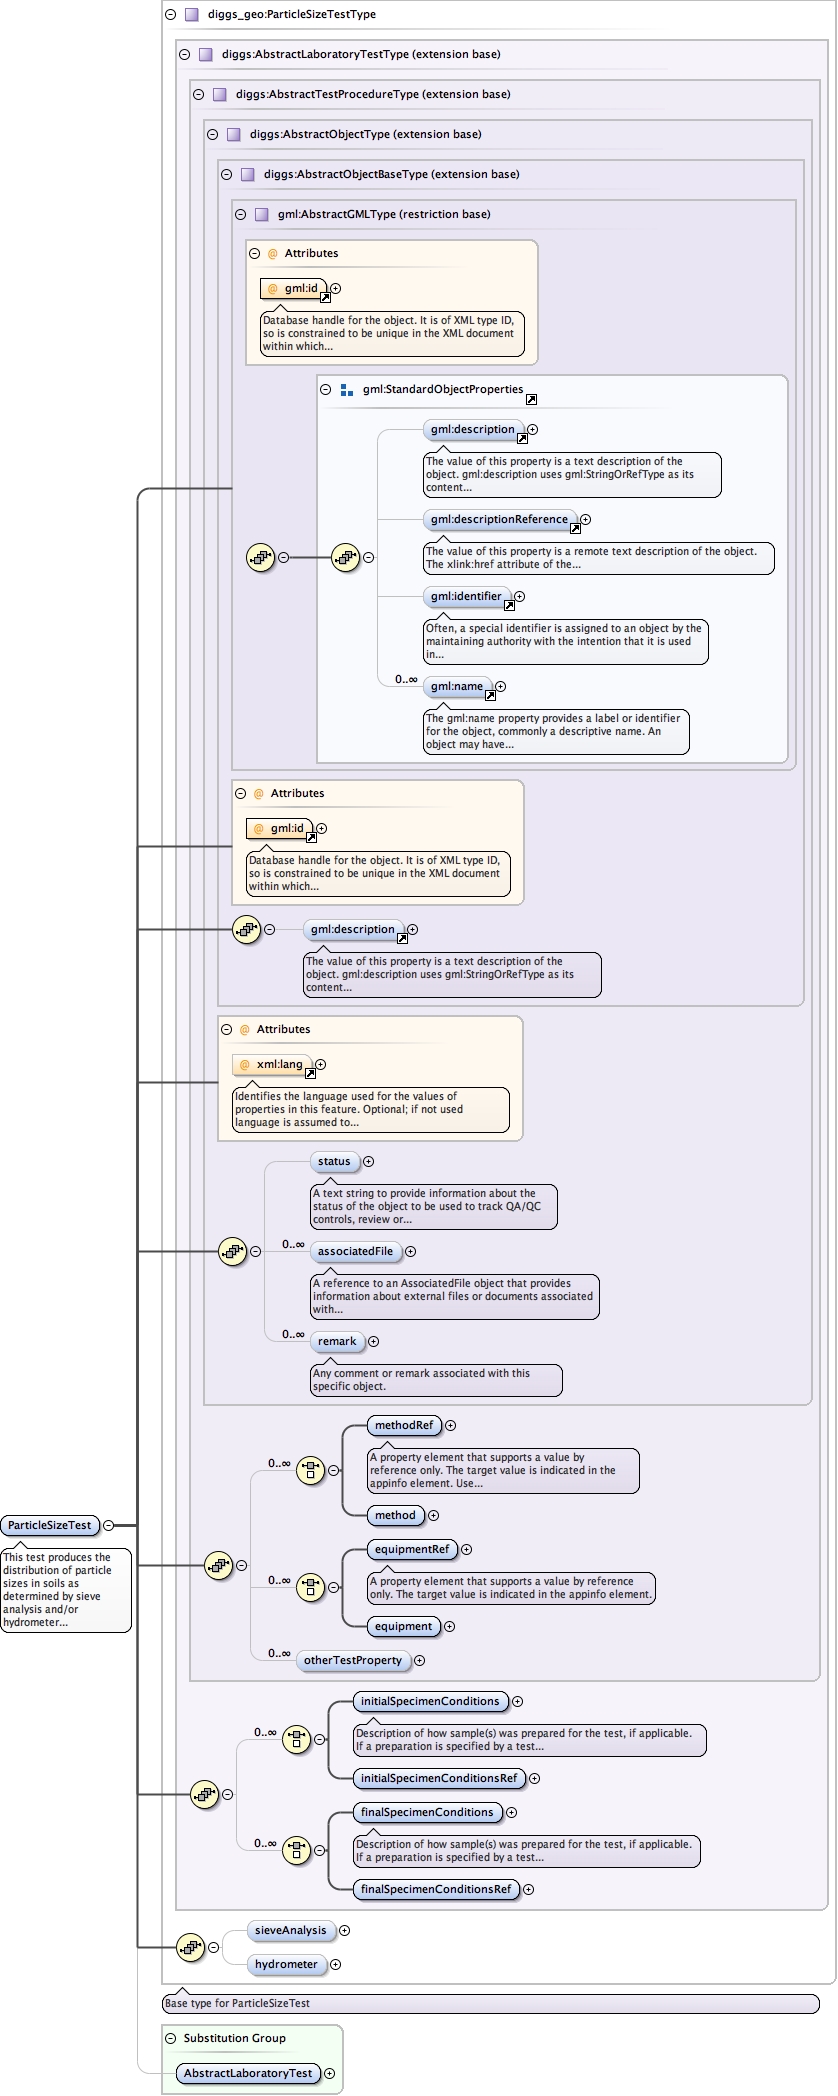 diggs_geo:ParticleSizeTestType
diggs:AbstractLaboratoryTestType (extension base)
diggs:AbstractTestProcedureType (extension base)
diggs:AbstractObjectType (extension base)
diggs:AbstractObjectBaseType (extension base)
gml:AbstractGMLType (restriction base)
@ Attributes
@ gml:id
Database handle for the object. It is of XML type ID,
so is constrained to be unique in the XML document
within which...
gml:StandardObjectProperties
gml:description
The value of this property is a text description of the
object. gml:description uses gml:StringOrRefType as its
content...
gml:descriptionReference
The value of this property is a remote text description of the object.
The xlink:href attribute of the...
gml:identifier
Often, a special identifier is assigned to an object by the
maintaining authority with the intention that it is used
in...
0..∞
gml:name
The gml:name property provides a label or identifier
for the object, commonly a descriptive name. An
object may have...
@ Attributes
@ gml:id
Database handle for the object. It is of XML type ID,
so is constrained to be unique in the XML document
within which...
gml:description
The value of this property is a text description of the
object. gml:description uses gml:StringOrRefType as its
content...
@ Attributes
@ xml:lang
Identifies the language used for the values of
properties in this feature. Optional; if not used
language is assumed to...
status
A text string to provide information about the
status of the object to be used to track QA/QC
controls, review or...
0..∞
associatedFile
A reference to an AssociatedFile object that provides
information about external files or documents associated
with...
0..∞
remark
Any comment or remark associated with this
specific object.
methodRef
0..∞
A property element that supports a value by
reference only. The target value is indicated in the
appinfo element. Use...
method
ParticleSizeTest
This test produces the
distribution of particle
sizes in soils as
determined by sieve
analysis and/or
hydrometer...
equipmentRef
0..∞
A property element that supports a value by reference
only. The target value is indicated in the appinfo element.
equipment
0..∞
otherTestProperty
initialSpecimenConditions
0..∞
Description of how sample(s) was prepared for the test, if applicable.
If a preparation is specified by a test...
initialSpecimenConditionsRef
finalSpecimenConditions
0..∞
Description of how sample(s) was prepared for the test, if applicable.
If a preparation is specified by a test...
finalSpecimenConditionsRef
sieveAnalysis
hydrometer
Base type for ParticleSizeTest
Substitution Group
AbstractLaboratoryTest